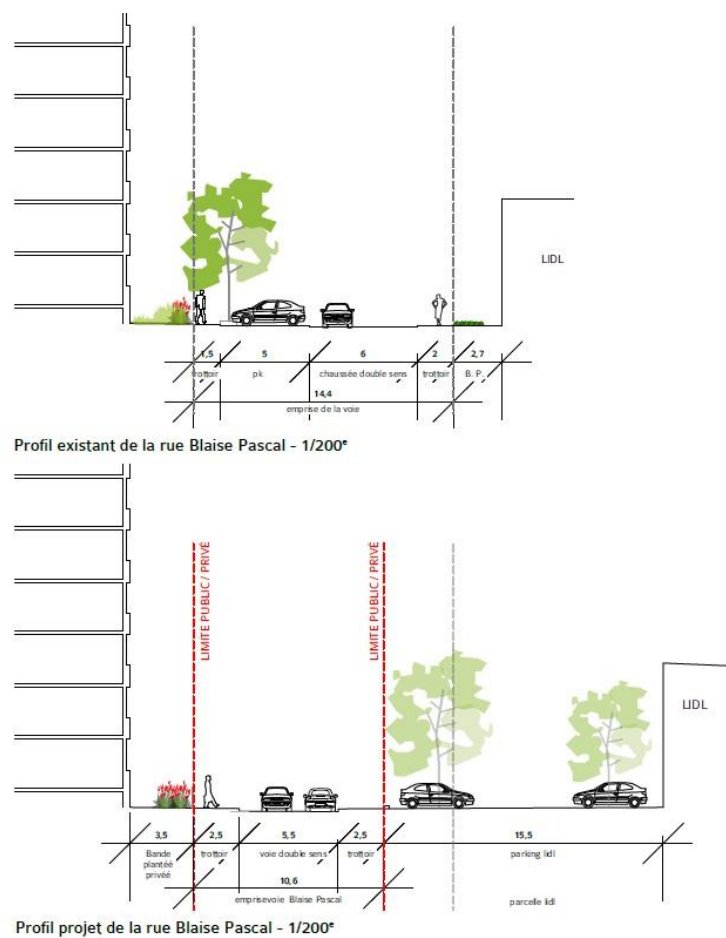 LIDL
1,5
5
6
2
2,7
trottoir
pk
chaussée double sens
trottoir
B. P.
14,4
emprise de la voie
Profil existant de la rue Blaise Pascal - 1/200e
LIMITE PUBLIC / PRIVÉ
LIMITE PUBLIC / PRIVÉ
LIDL
3,5
2,5
5,5
2,5
15,5
Bande
plantéé
privéé
trottoir
voie double sens
trottoir
parking lidl
10,6
emprisevoie Blaise Pascal
parcelle lidl
Profil projet de la rue Blaise Pascal - 1/200e